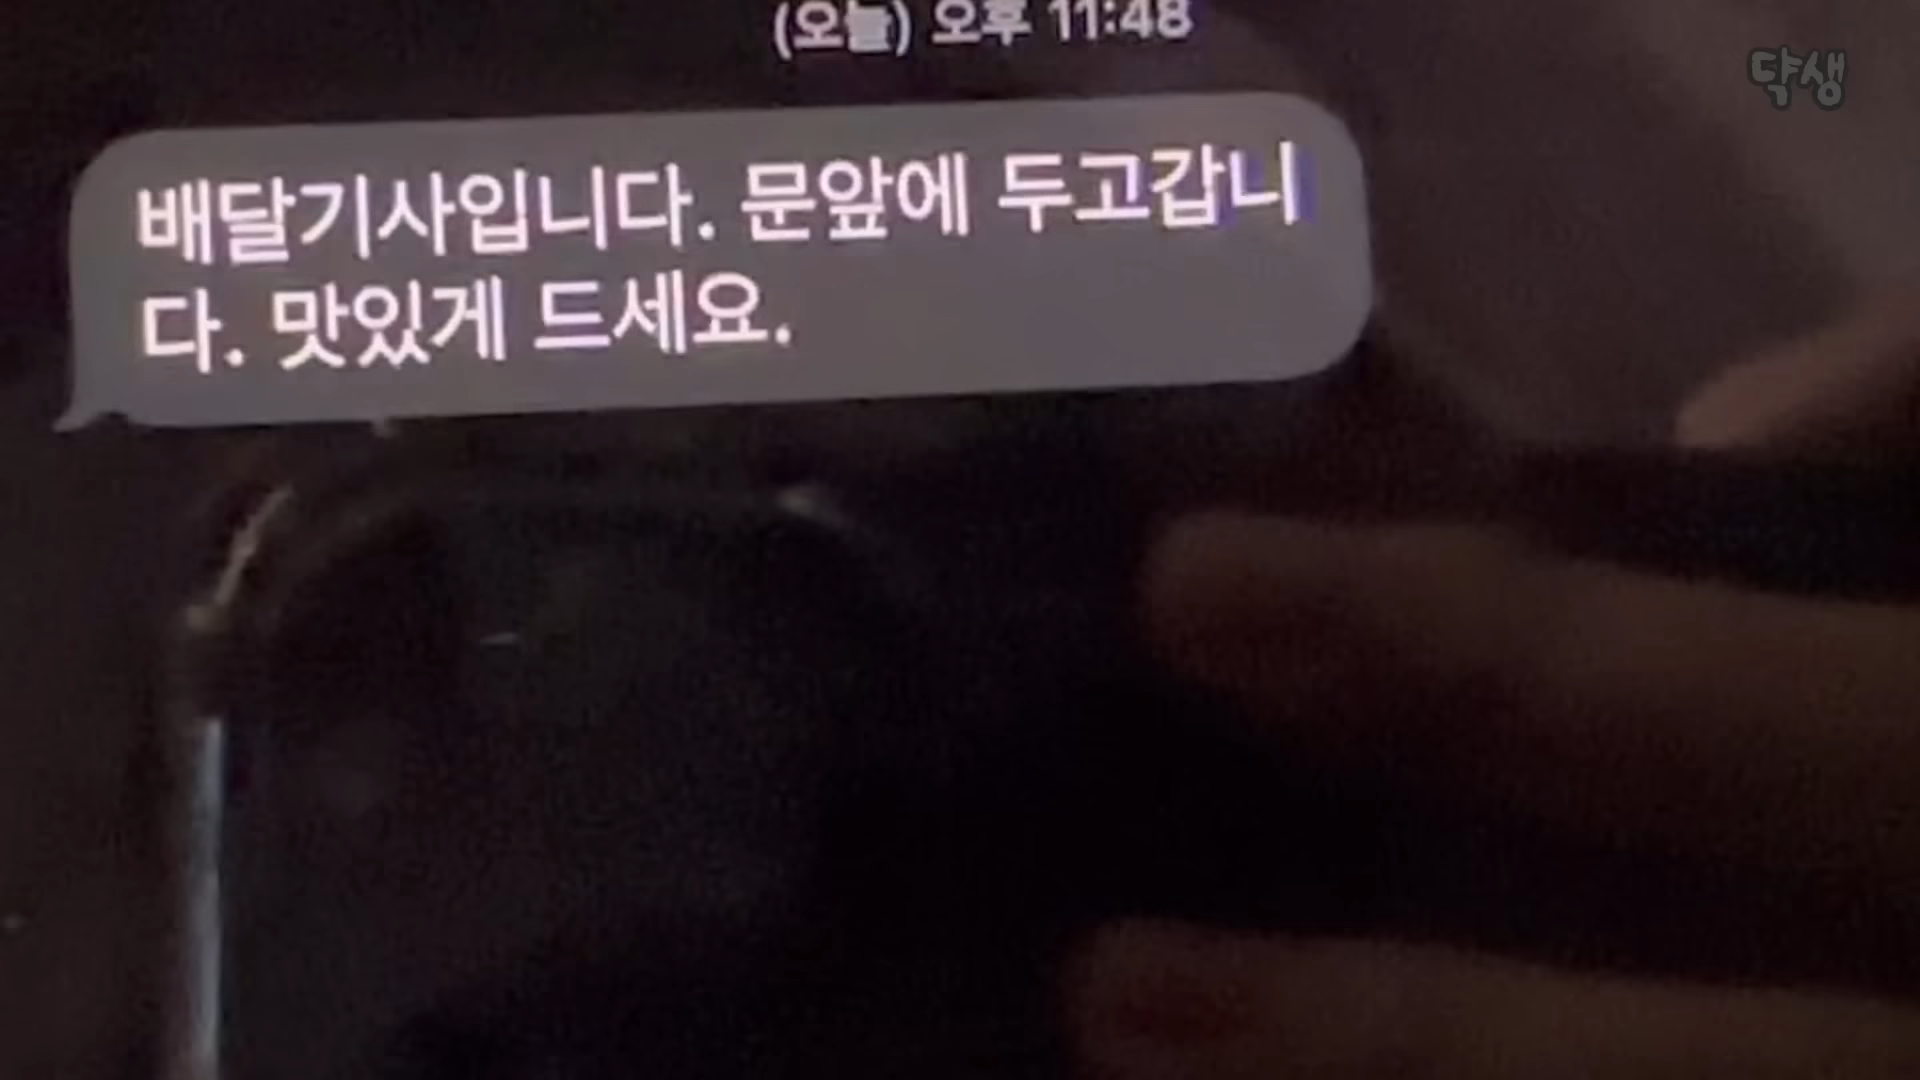 (오늘) 오후 11:48
닥생
배달기사입니다. 문앞에 두고갑니
다. 맛있게 드세요.